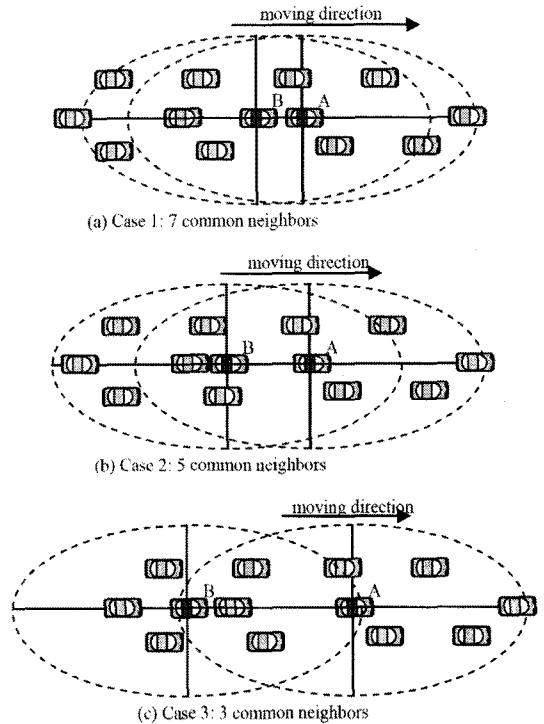 moving direction
B A
(a) Case 1: 7 common neighbors
moving direction
B A
(b) Case 2: 5 common neighbors
moving direction
B A
(c) Case 3: 3 common neighbors